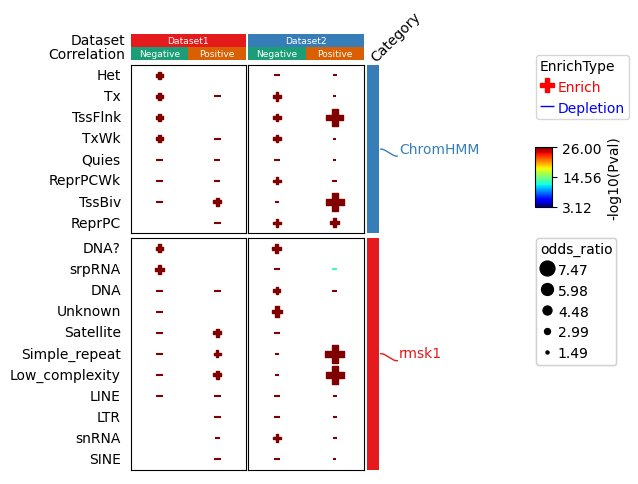 Category
Dataset
Dataset1
Dataset2
Correlation
Negative
Positive
Negative
Positive
Het
Tx
TssFlnk
TxWk
Quies
ReprPCWk
TssBiv
ReprPC
ChromHMM
DNA?
srpRNA
DNA
Unknown
Satellite
Simple_repeat
Low_complexity
LINE
LTR
snRNA
SINE
rmsk1
EnrichType
Enrich
Depletion
26.00
14.56
3.12
-log10(Pval)
odds_ratio
7.47
5.98
4.48
2.99
1.49